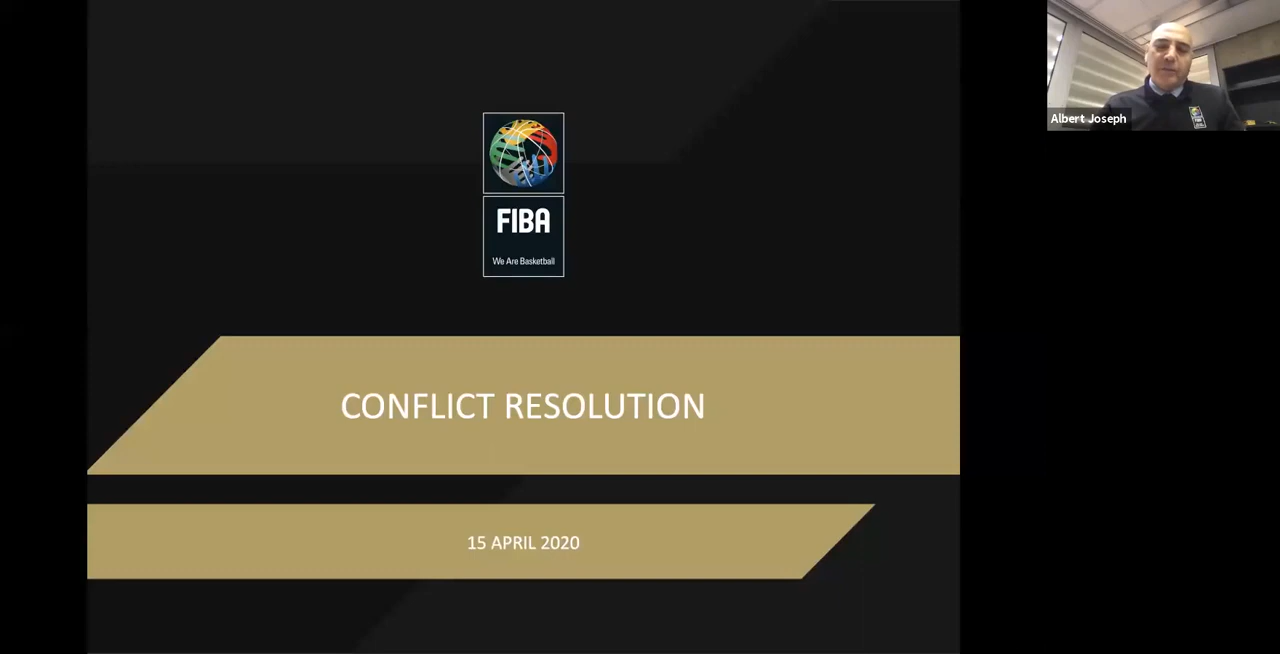 FIBA
We Are Basketball
CONFLICT RESOLUTION
15 APRIL 2020
Albert Joseph